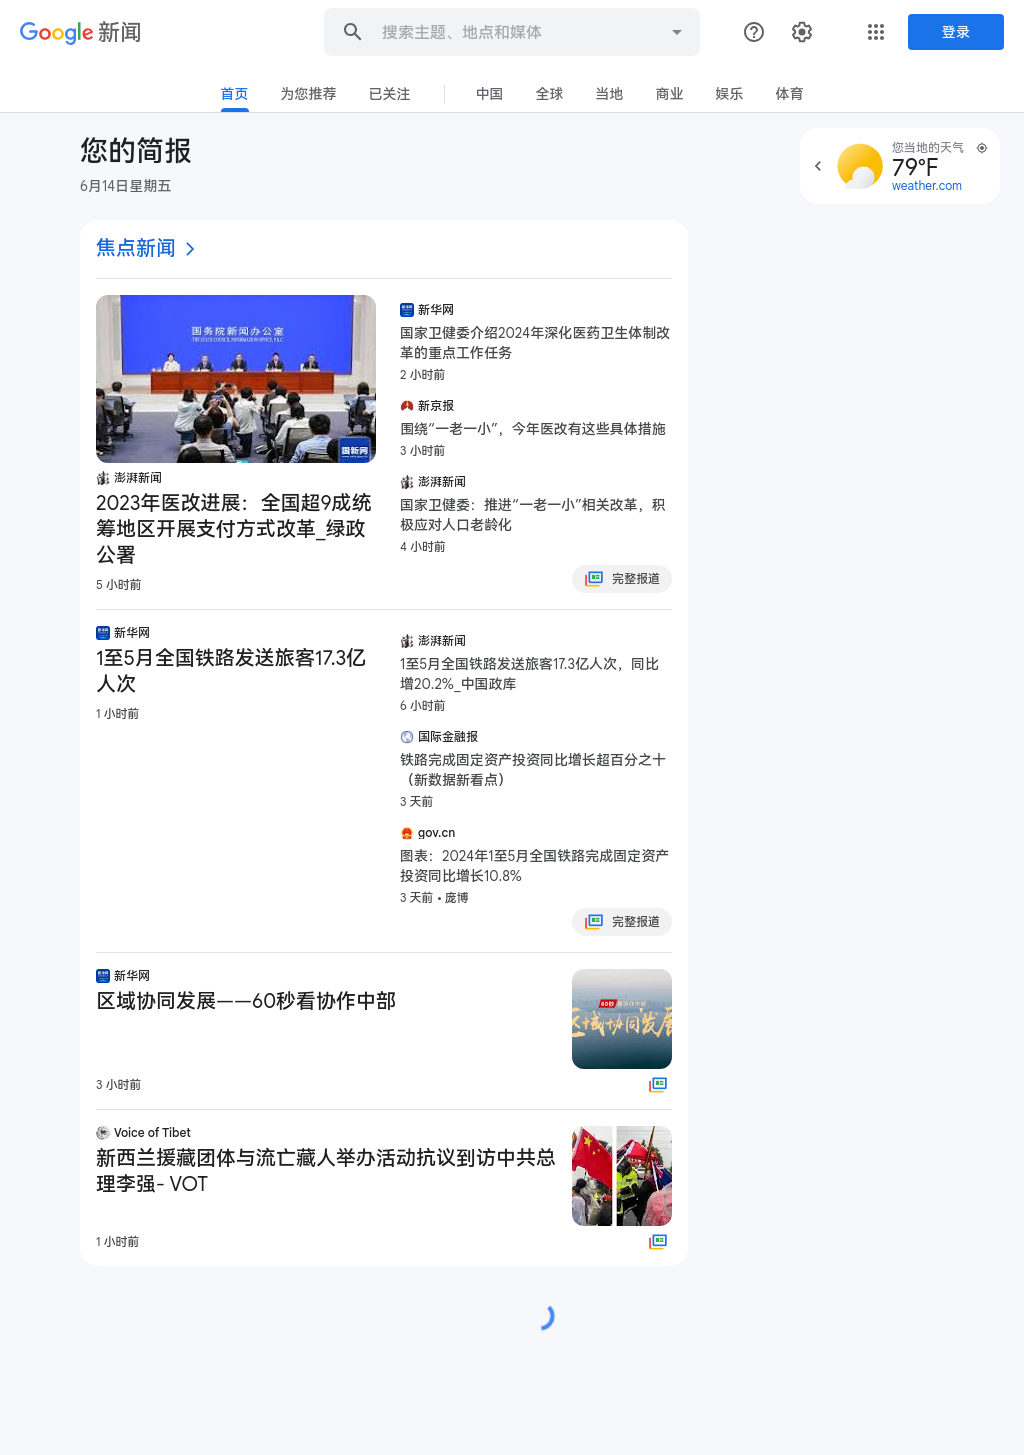 Google 新闻
搜索主题、地点和媒体
登录
首页
为您推荐
已关注
中国
全球
当地
商业
娱乐
体育
您的简报
6月14日星期五
您当地的天气
79°F
weather.com
焦点新闻
国务院新闻办公室
THE STATE COUNCIL INFORMATION OFFICE, P.R.C.
国新网
澎湃新闻
2023年医改进展：全国超9成统
筹地区开展支付方式改革_绿政
公署
5 小时前
新华网
国家卫健委介绍2024年深化医药卫生体制改
革的重点工作任务
2 小时前
新京报
围绕“一老一小”，今年医改有这些具体措施
3 小时前
澎湃新闻
国家卫健委：推进“一老一小”相关改革，积
极应对人口老龄化
4 小时前
完整报道
新华网
1至5月全国铁路发送旅客17.3亿
人次
1 小时前
澎湃新闻
1至5月全国铁路发送旅客17.3亿人次，同比
增20.2%_中国政库
6 小时前
国际金融报
铁路完成固定资产投资同比增长超百分之十
（新数据新看点）
3 天前
gov.cn
图表：2024年1至5月全国铁路完成固定资产
投资同比增长10.8%
3 天前 • 庞博
完整报道
新华网
区域协同发展——60秒看协作中部
60秒看协作中部
区域协同发展
3 小时前
Voice of Tibet
新西兰援藏团体与流亡藏人举办活动抗议到访中共总
理李强- VOT
1 小时前